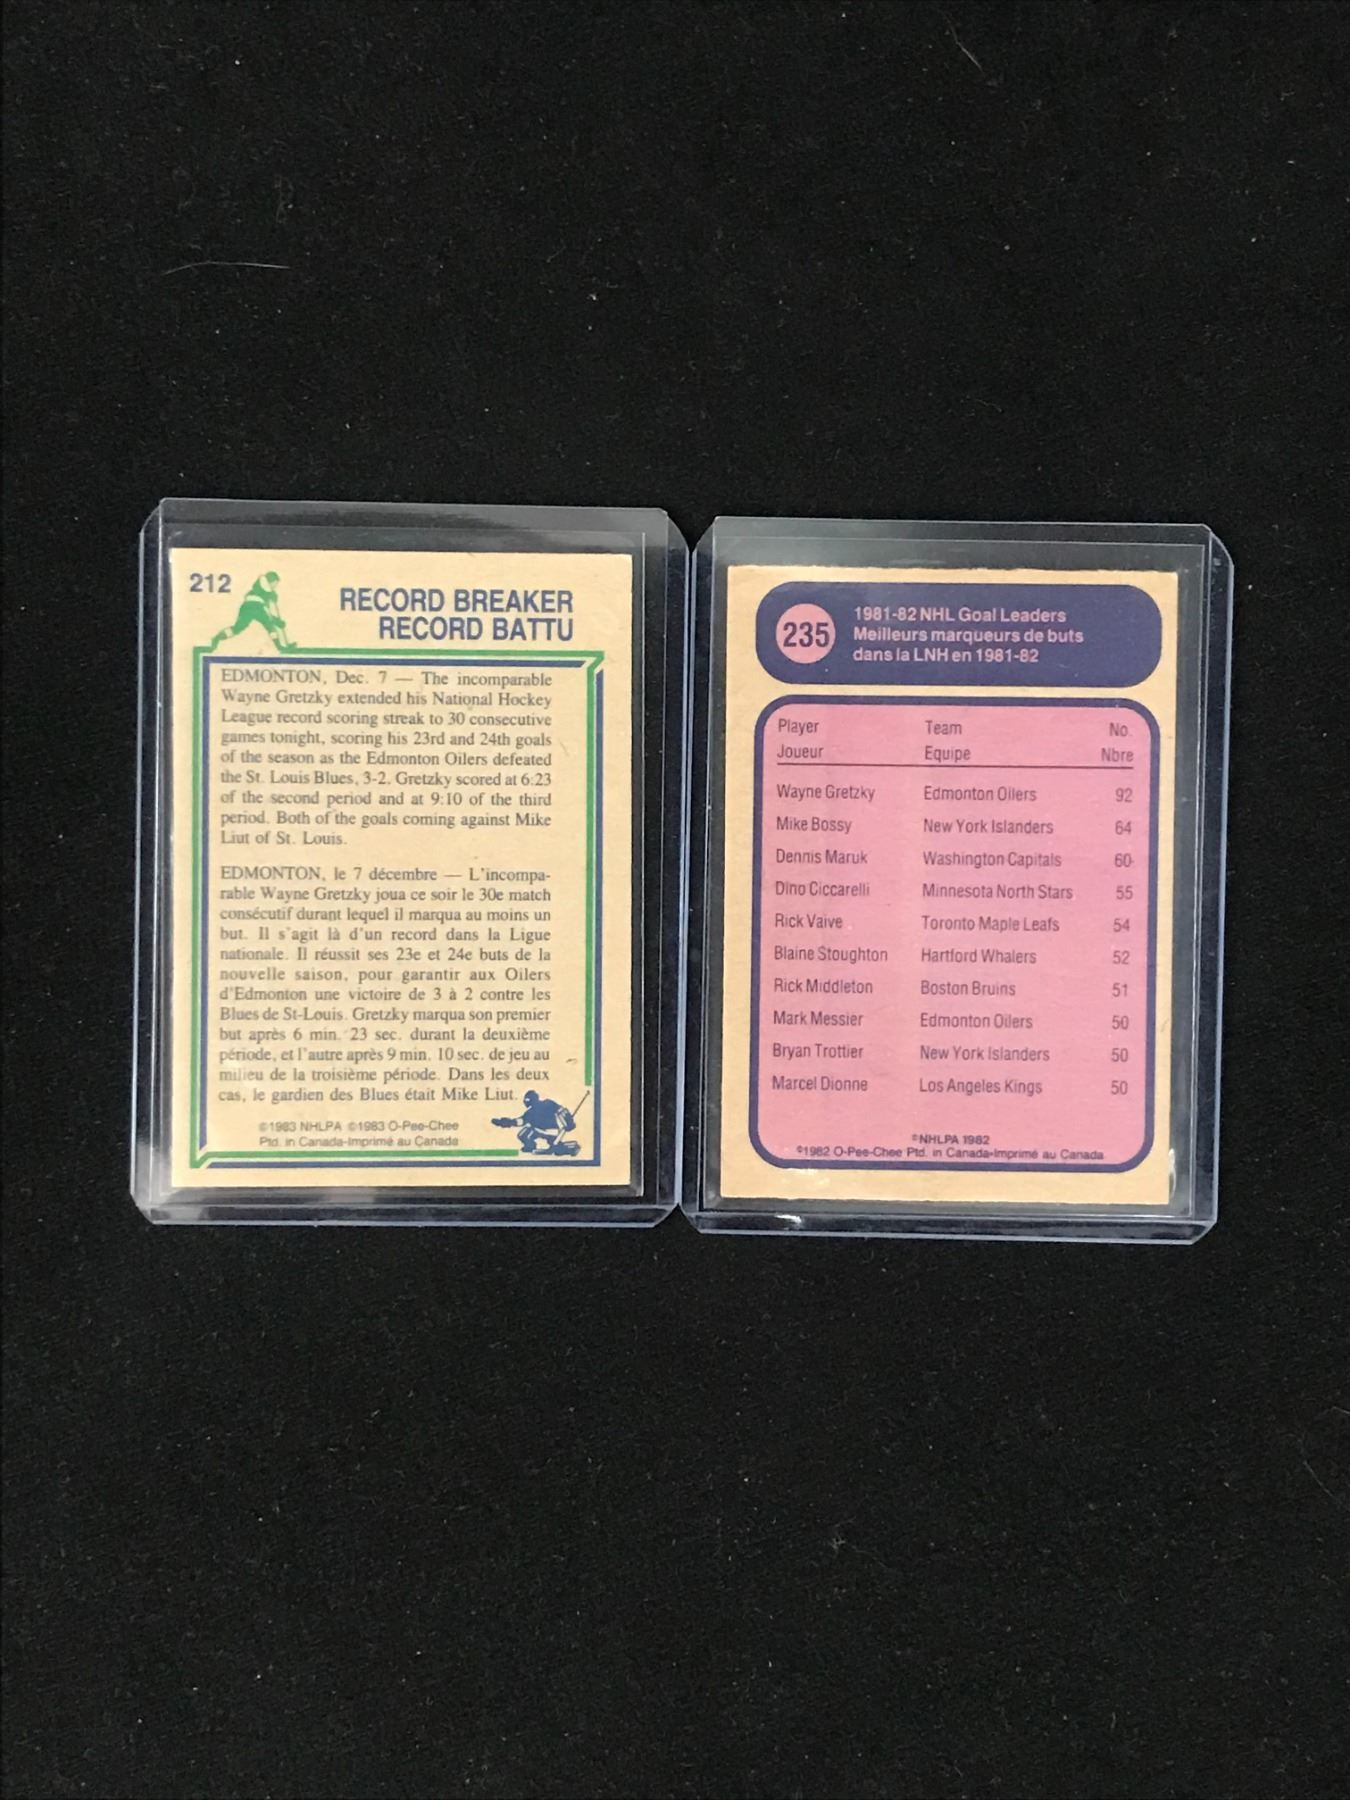 212
RECORD BREAKER
RECORD BATTU
EDMONTON, Dec. 7 — The incomparable
Wayne Gretzky extended his National Hockey
League record scoring streak to 30 consecutive
games tonight, scoring his 23rd and 24th goals
of the season as the Edmonton Oilers defeated
the St. Louis Blues, 3-2. Gretzky scored at 6:23
of the second period and at 9:10 of the third
period. Both of the goals coming against Mike
Liut of St. Louis.
EDMONTON, le 7 décembre — L'incompa-
rable Wayne Gretzky joua ce soir le 30e match
consécutif durant lequel il marqua au moins un
but. Il s'agit là d'un record dans la Ligue
nationale. Il réussit ses 23e et 24e buts de la
nouvelle saison, pour garantir aux Oilers
d'Edmonton une victoire de 3 à 2 contre les
Blues de St-Louis. Gretzky marqua son premier
but après 6 min. 23 sec. durant la deuxième
période, et l'autre après 9 min. 10 sec. de jeu au
milieu de la troisième période. Dans les deux
cas, le gardien des Blues était Mike Liut.
©1983 NHLPA ©1983 O-Pee-Chee
Ptd. in Canada-Imprimé au Canada
235
1981-82 NHL Goal Leaders
Meilleurs marqueurs de buts
dans la LNH en 1981-82
Player Team No.
Joueur Equipe Nbre
Wayne Gretzky Edmonton Oilers 92
Mike Bossy New York Islanders 64
Dennis Maruk Washington Capitals 60
Dino Ciccarelli Minnesota North Stars 55
Rick Vaive Toronto Maple Leafs 54
Blaine Stoughton Hartford Whalers 52
Rick Middleton Boston Bruins 51
Mark Messier Edmonton Oilers 50
Bryan Trottier New York Islanders 50
Marcel Dionne Los Angeles Kings 50
©NHLPA 1982
©1982 O-Pee-Chee Ptd. in Canada-Imprimé au Canada